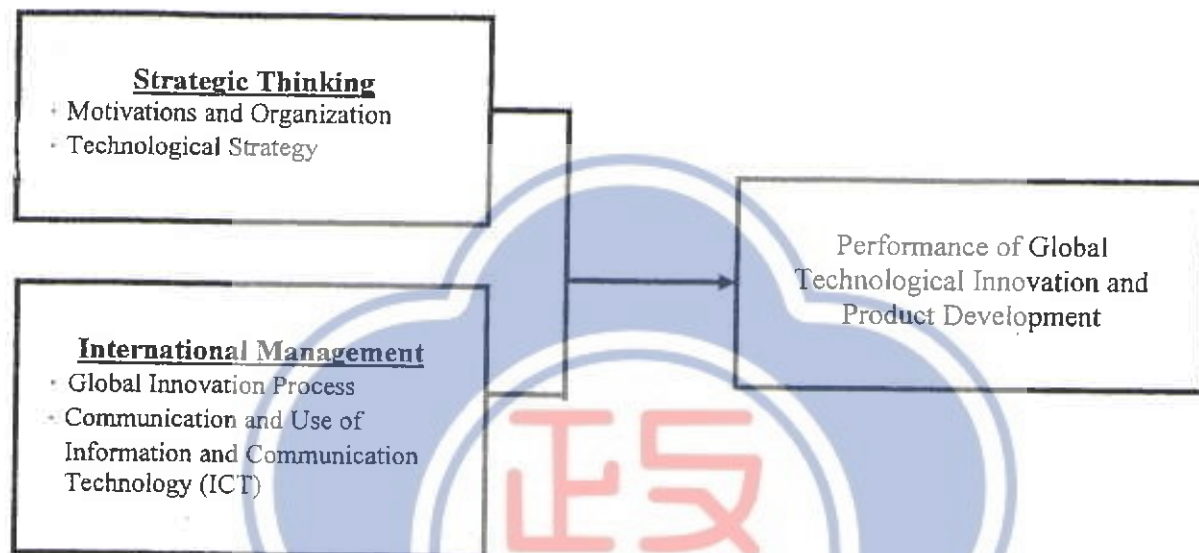 Strategic Thinking
· Motivations and Organization
· Technological Strategy
Performance of Global
Technological Innovation and
Product Development
International Management
· Global Innovation Process
· Communication and Use of
Information and Communication
Technology (ICT)